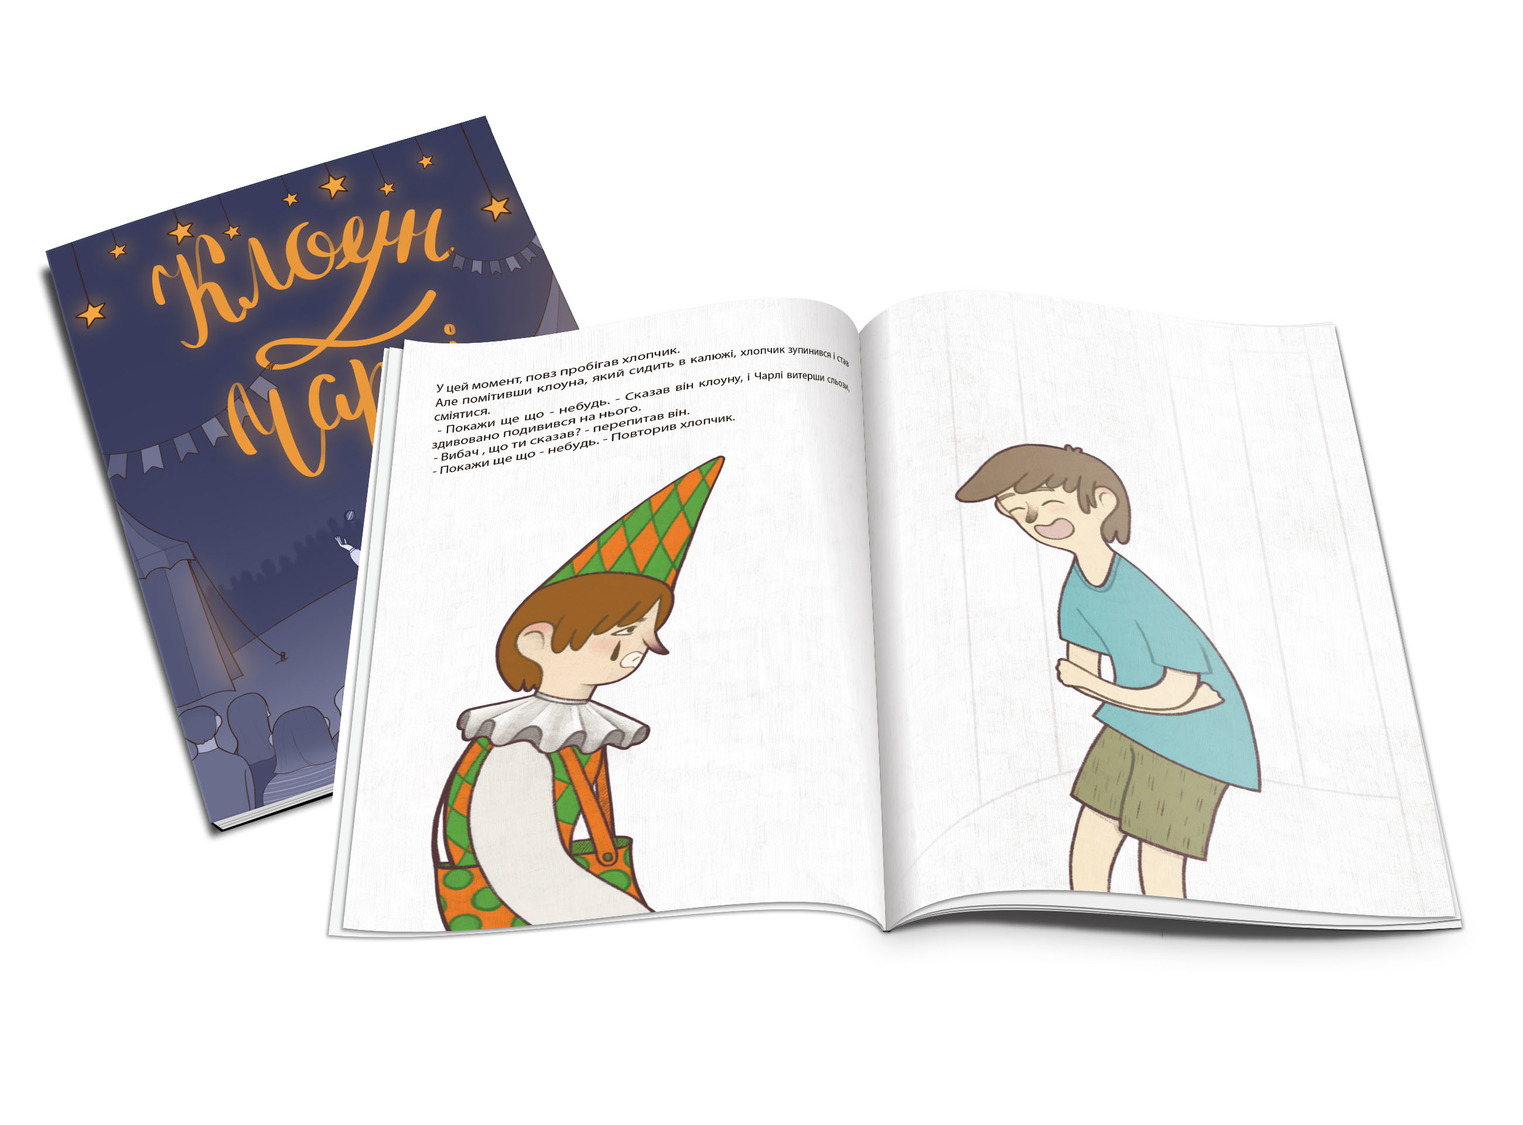 Клоун
У цей момент, повз пробігав хлопчик.
Але помітивши клоуна, який сидить в калюжі, хлопчик зупинився і став
сміятися.
- Покажи ще що - небудь. - Сказав він клоуну, і Чарлі витерши сльози,
здивовано подивився на нього.
- Вибач , що ти сказав? - перепитав він.
- Покажи ще що - небудь. - Повторив хлопчик.